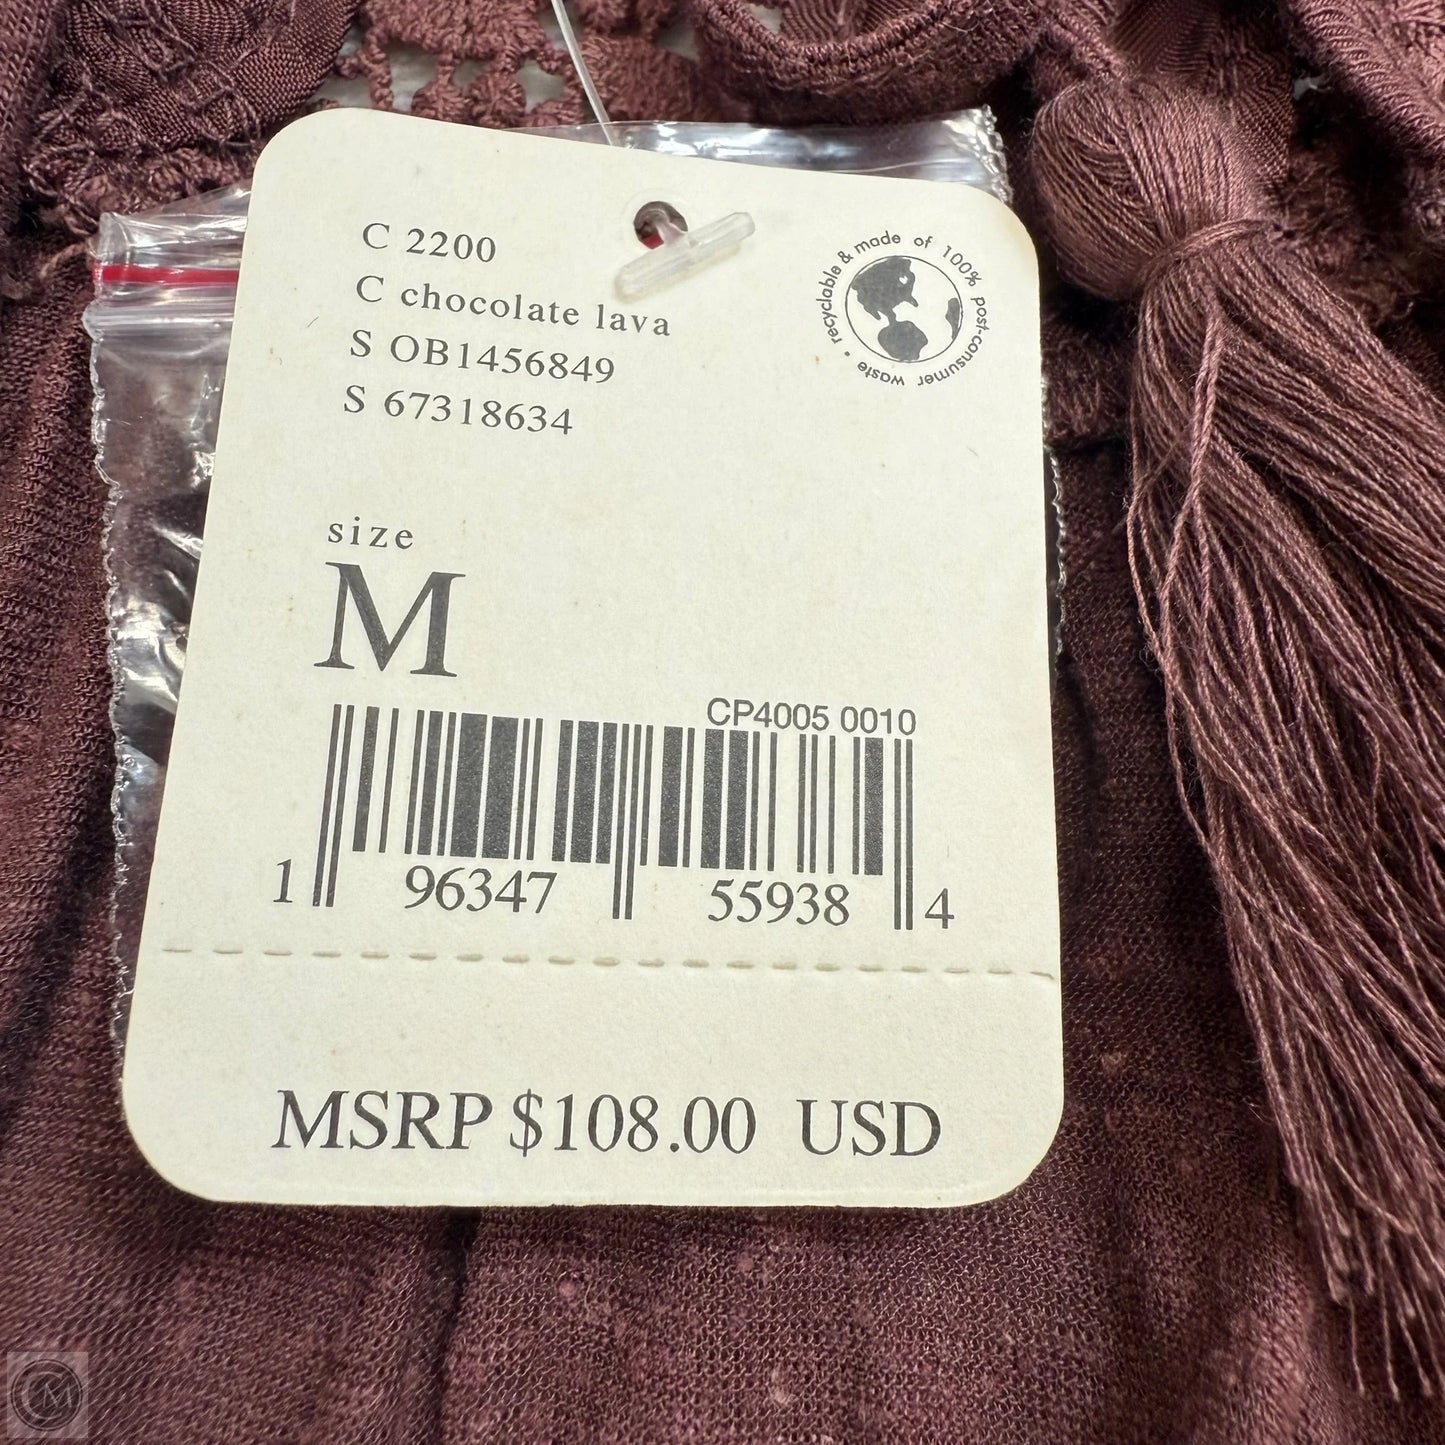 C 2200
C chocolate lava
S OB1456849
S 67318634
recyclable & made of 100% post-consumer waste •
size
M
CP4005 0010
1 96347 55938 4
MSRP $108.00 USD
CM